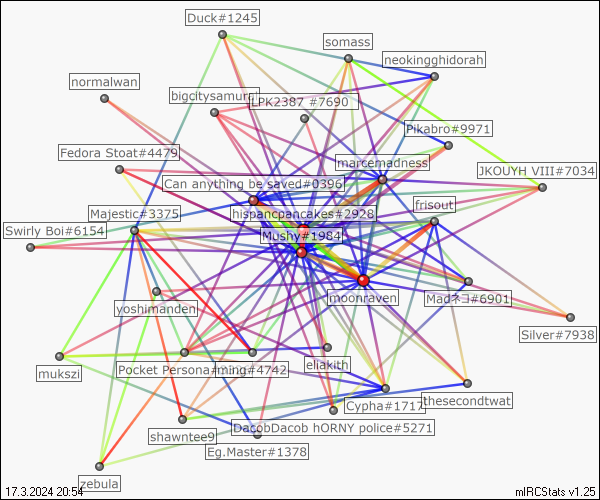 Duck#1245
somass
neokingghidorah
normalwan
bigcitysamurai
LPK2387 #7690
Pikabro#9971
Fedora Stoat#4479
marcemadness
JKOUYH VIII#7034
Can anything be saved#0396
frisout
Majestic#3375
hispancpancakes#2928
Swirly Boi#6154
Mushy#1984
yoshimanden
moonraven
Madネヨ#6901
Silver#7938
mukszi
Pocket Persona
ming#4742
eliakith
Cypha#1717
thesecondtwat
shawntee9
DacobDacob hORNY police#5271
Eg.Master#1378
zebula
17.3.2024 20:54
mIRCStats v1.25